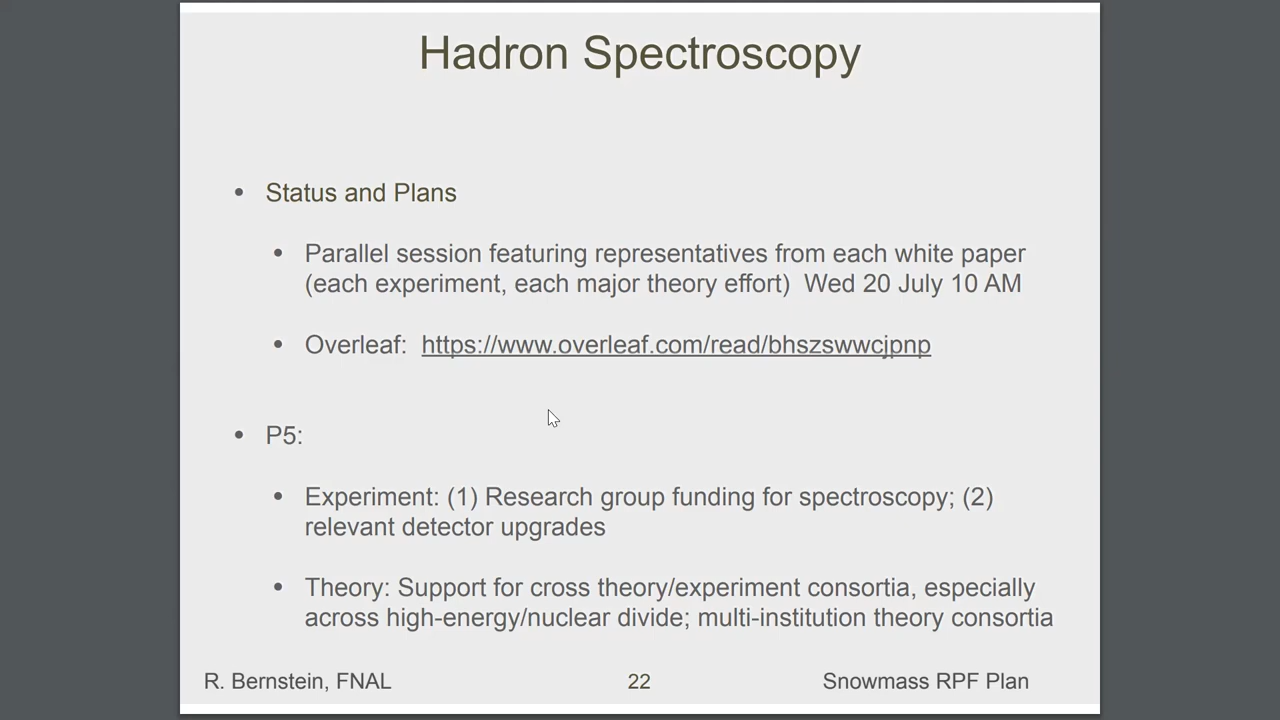 Hadron Spectroscopy
• Status and Plans
• Parallel session featuring representatives from each white paper
(each experiment, each major theory effort)  Wed 20 July 10 AM
• Overleaf:  https://www.overleaf.com/read/bhszswwcjpnp
• P5:
• Experiment: (1) Research group funding for spectroscopy; (2)
relevant detector upgrades
• Theory: Support for cross theory/experiment consortia, especially
across high-energy/nuclear divide; multi-institution theory consortia
R. Bernstein, FNAL 22 Snowmass RPF Plan